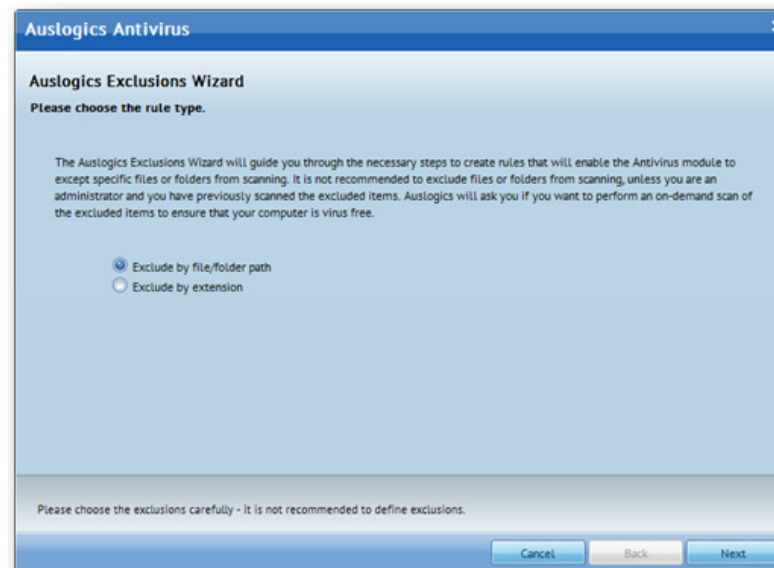 Auslogics Antivirus
Auslogics Exclusions Wizard
Please choose the rule type.
The Auslogics Exclusions Wizard will guide you through the necessary steps to create rules that will enable the Antivirus module to
except specific files or folders from scanning. It is not recommended to exclude files or folders from scanning, unless you are an
administrator and you have previously scanned the excluded items. Auslogics will ask you if you want to perform an on-demand scan of
the excluded items to ensure that your computer is virus free.
Exclude by file/folder path
Exclude by extension
Please choose the exclusions carefully - it is not recommended to define exclusions.
Cancel Back Next